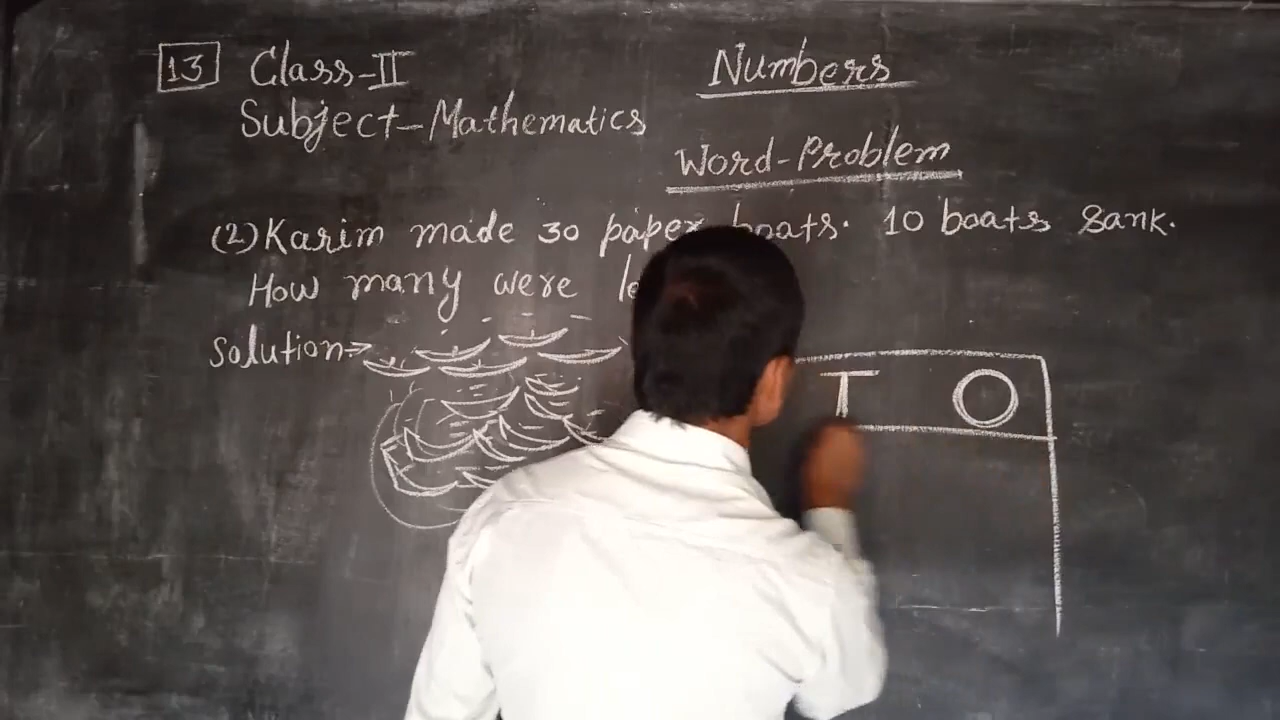 13 Class-II
Subject-Mathematics
Numbers
Word-Problem
(2) Karim made 30 paper boats. 10 boats sank.
How many were
Solution:→
T O